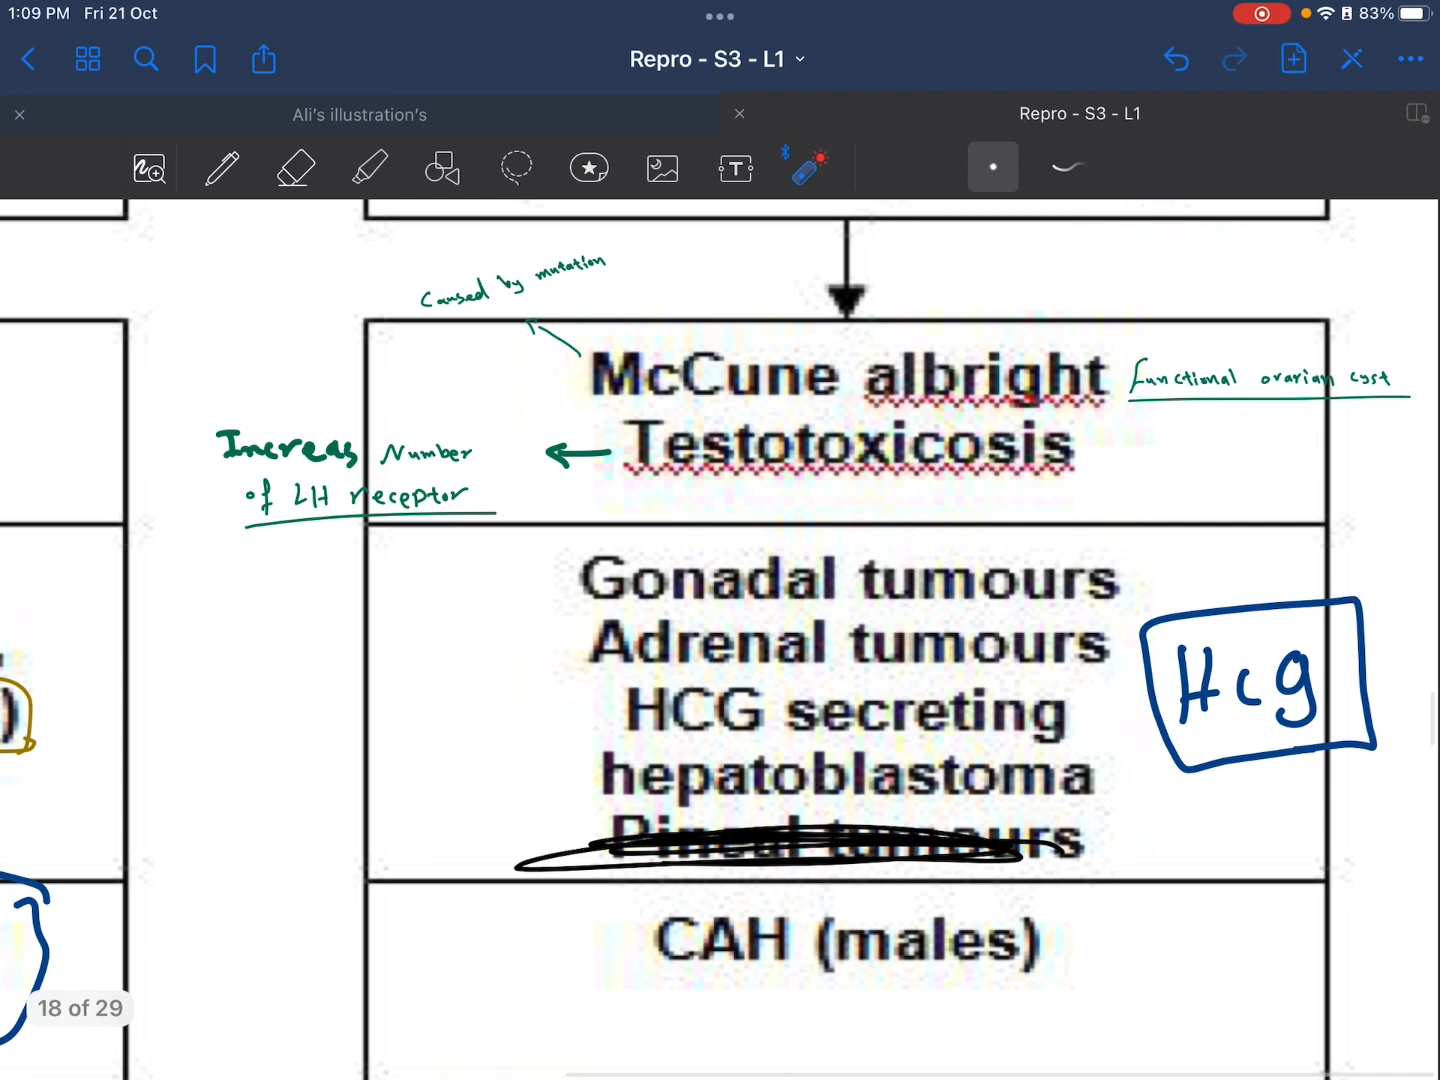 1:09 PM Fri 21 Oct
83%
Repro - S3 - L1
Ali's illustration's
Repro - S3 - L1
T
Caused by mutation
McCune albright
Functional ovarian cyst
Testotoxicosis
Increas Number
of LH receptor
Gonadal tumours
Adrenal tumours
HCG secreting
hepatoblastoma
Pineal tumours
Hcg
)
CAH (males)
18 of 29